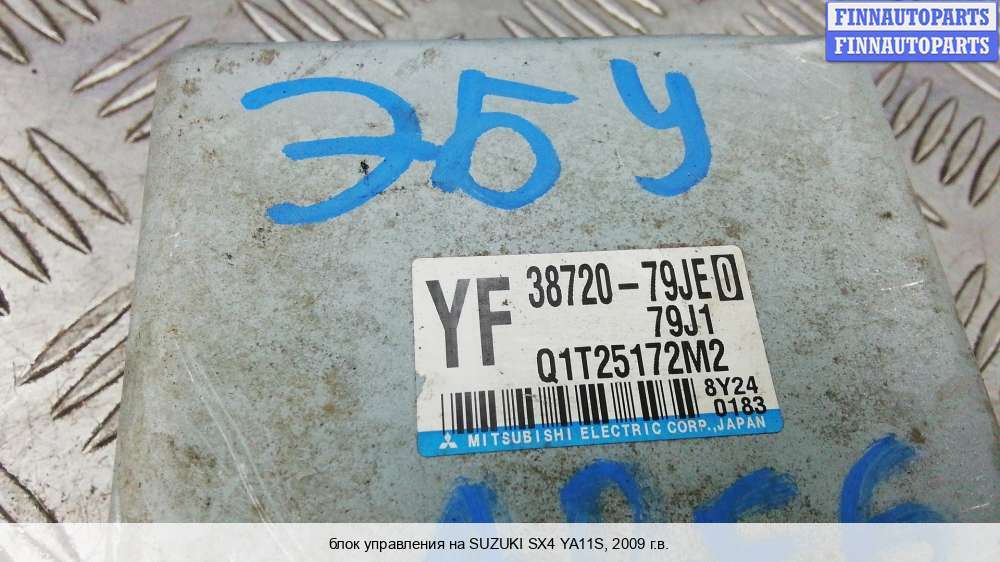 FINNAUTOPARTS
FINNAUTOPARTS
ЭБУ
YF
38720-79JE0
79J1
Q1T25172M2
8Y24
0183
MITSUBISHI ELECTRIC CORP.,JAPAN
блок управления на SUZUKI SX4 YA11S, 2009 г.в.